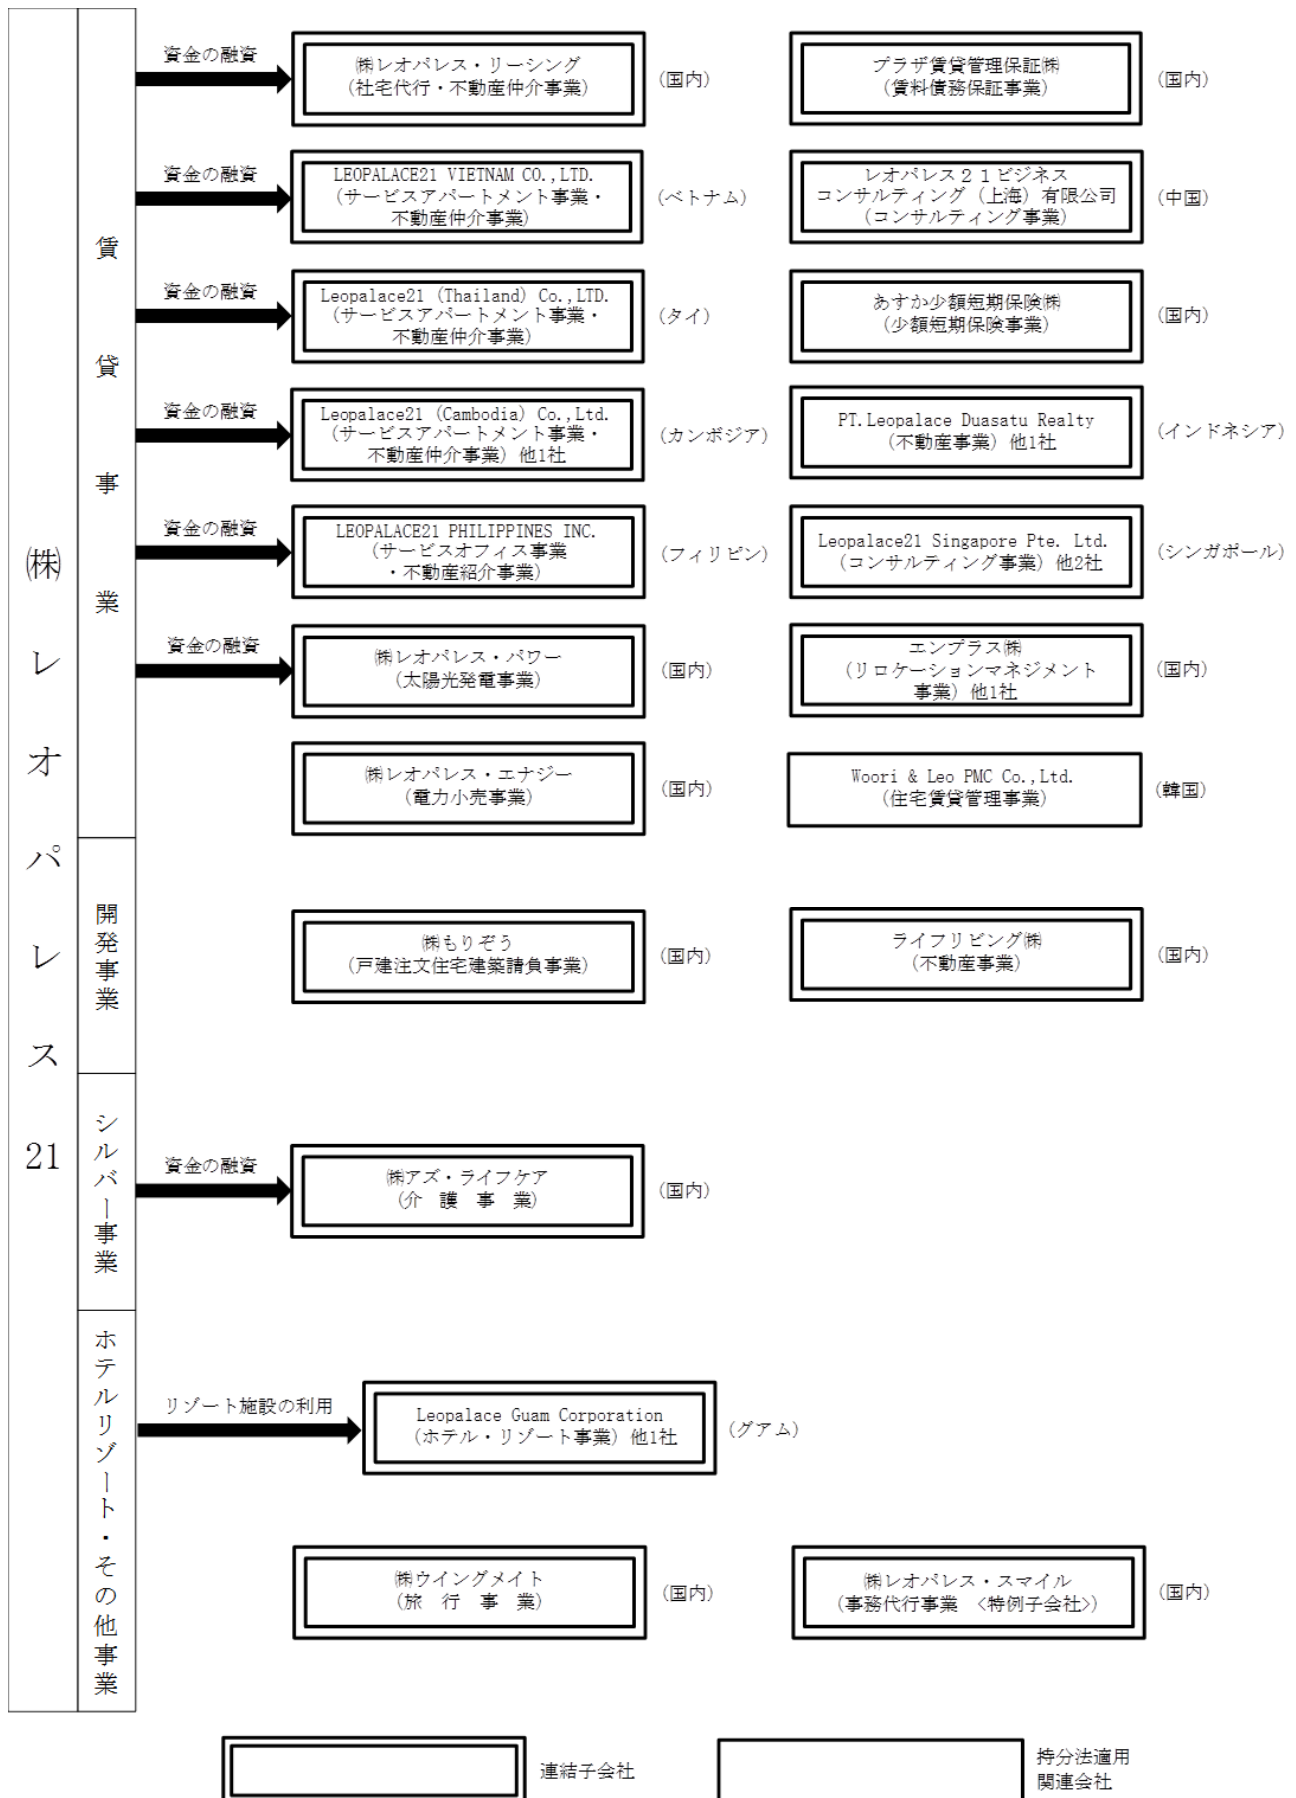 ㈱レオパレス21
賃貸事業
資金の融資
㈱レオパレス・リーシング
(社宅代行・不動産仲介事業)
(国内)
プラザ賃貸管理保証㈱
(賃料債務保証事業)
(国内)
資金の融資
LEOPALACE21 VIETNAM CO.,LTD.
(サービスアパートメント事業・
不動産仲介事業)
(ベトナム)
レオパレス21ビジネス
コンサルティング (上海) 有限公司
(コンサルティング事業)
(中国)
資金の融資
Leopalace21 (Thailand) Co.,LTD.
(サービスアパートメント事業・
不動産仲介事業)
(タイ)
あすか少額短期保険㈱
(少額短期保険事業)
(国内)
資金の融資
Leopalace21 (Cambodia) Co.,Ltd.
(サービスアパートメント事業・
不動産仲介事業) 他1社
(カンボジア)
PT.Leopalace Duasatu Realty
(不動産事業) 他1社
(インドネシア)
資金の融資
LEOPALACE21 PHILIPPINES INC.
(サービスオフィス事業
・不動産紹介事業)
(フィリピン)
Leopalace21 Singapore Pte. Ltd.
(コンサルティング事業) 他2社
(シンガポール)
資金の融資
㈱レオパレス・パワー
(太陽光発電事業)
(国内)
エンプラス㈱
(リロケーションマネジメント
事業) 他1社
(国内)
㈱レオパレス・エナジー
(電力小売事業)
(国内)
Woori & Leo PMC Co.,Ltd.
(住宅賃貸管理事業)
(韓国)
開発事業
㈱もりぞう
(戸建注文住宅建築請負事業)
(国内)
ライフリビング㈱
(不動産事業)
(国内)
シルバー事業
資金の融資
㈱アズ・ライフケア
(介 護 事 業)
(国内)
ホテルリゾート・その他事業
リゾート施設の利用
Leopalace Guam Corporation
(ホテル・リゾート事業) 他1社
(グアム)
㈱ウイングメイト
(旅 行 事 業)
(国内)
㈱レオパレス・スマイル
(事務代行事業 <特例子会社>)
(国内)
連結子会社
持分法適用
関連会社